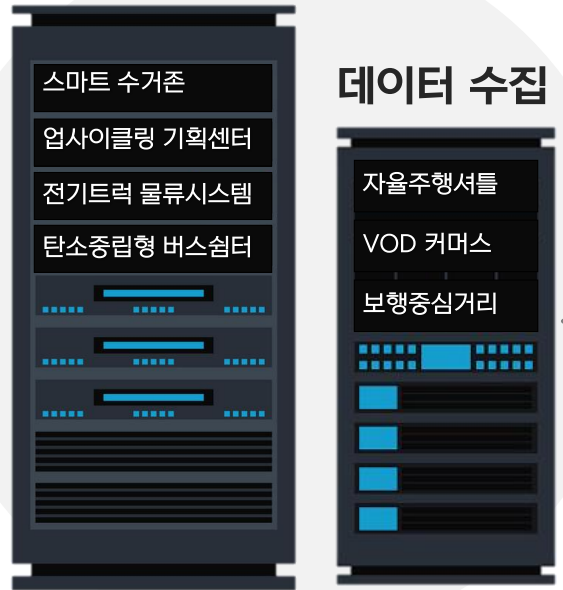 데이터 수집
스마트 수거존
업사이클링 기획센터
전기트럭 물류시스템
탄소중립형 버스쉼터
자율주행셔틀
VOD 커머스
보행중심거리